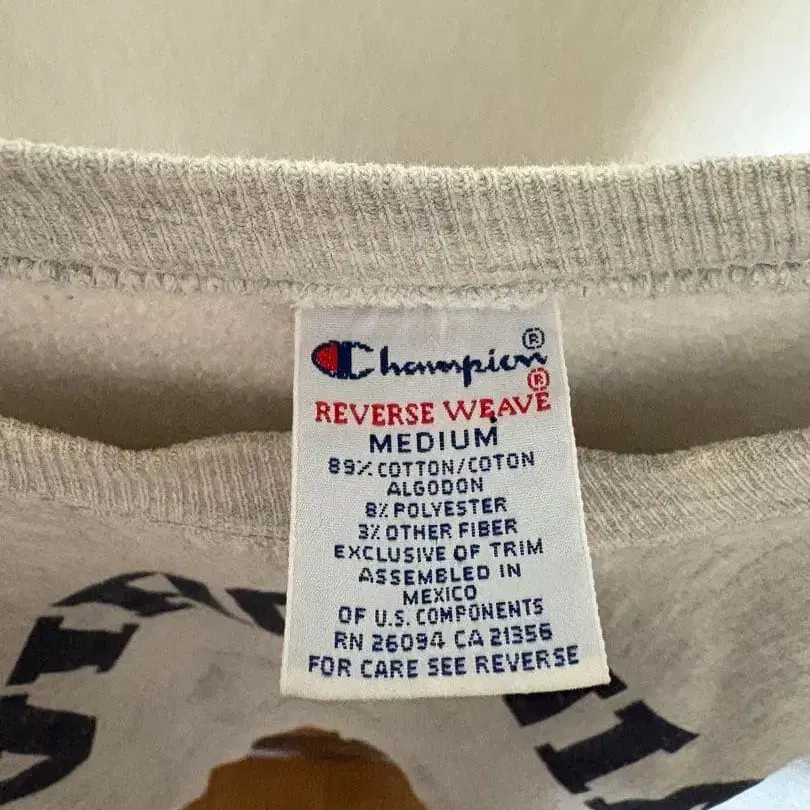 Champion®
REVERSE WEAVE®
MEDIUM
89% COTTON/COTON
ALGODON
8% POLYESTER
3% OTHER FIBER
EXCLUSIVE OF TRIM
ASSEMBLED IN
MEXICO
OF U.S. COMPONENTS
RN 26094 CA 21356
FOR CARE SEE REVERSE